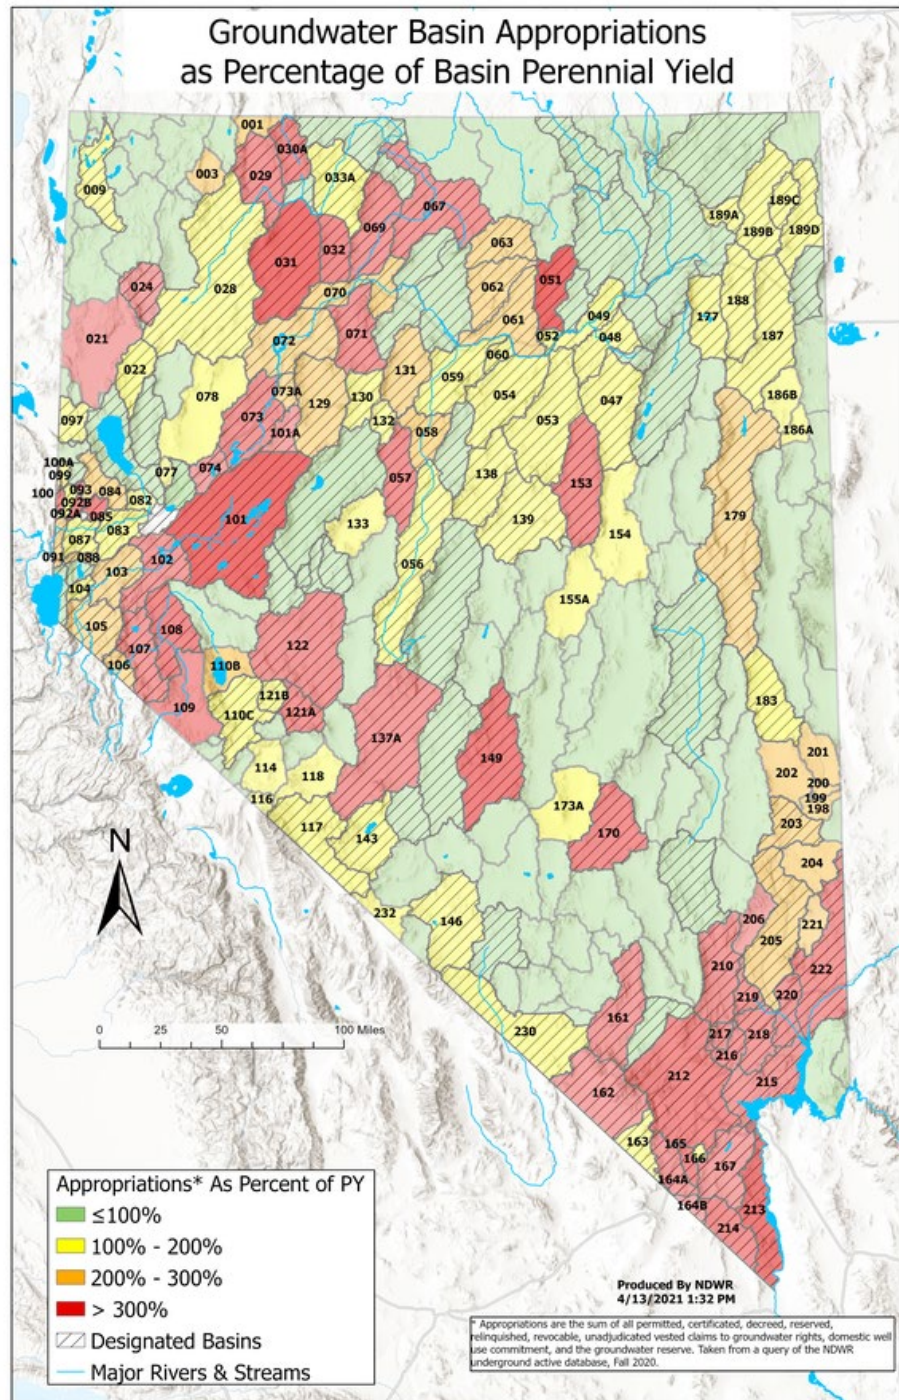 Groundwater Basin Appropriations
as Percentage of Basin Perennial Yield
001
030A
003
029
033A
009
067
189C
069
189A
189B
189D
032
063
031
024
051
028
062
188
070
177
061
049
021
071
072
052
048
187
060
022
131
059
073A
078
130
054
129
047
186B
053
097
073
132
058
186A
101A
100A
138
099
077
074
057
153
100
093
084
082
092B
092A
085
101
133
139
179
083
087
154
091
088
102
056
103
104
155A
105
108
107
122
106
110B
183
121B
109
110C
121A
137A
201
149
202
114
118
200
116
173A
199
198
117
143
170
203
204
232
146
206
221
205
210
222
219
220
161
230
217
218
216
212
215
162
163
165
166
167
164A
164B
213
214
N
0 25 50 100 Miles
Appropriations* As Percent of PY
≤100%
100% - 200%
200% - 300%
> 300%
Designated Basins
Major Rivers & Streams
Produced By NDWR
4/13/2021 1:32 PM
* Appropriations are the sum of all permitted, certificated, decreed, reserved,
relinquished, revocable, unadjudicated vested claims to groundwater rights, domestic well
use commitment, and the groundwater reserve. Taken from a query of the NDWR
underground active database, Fall 2020.